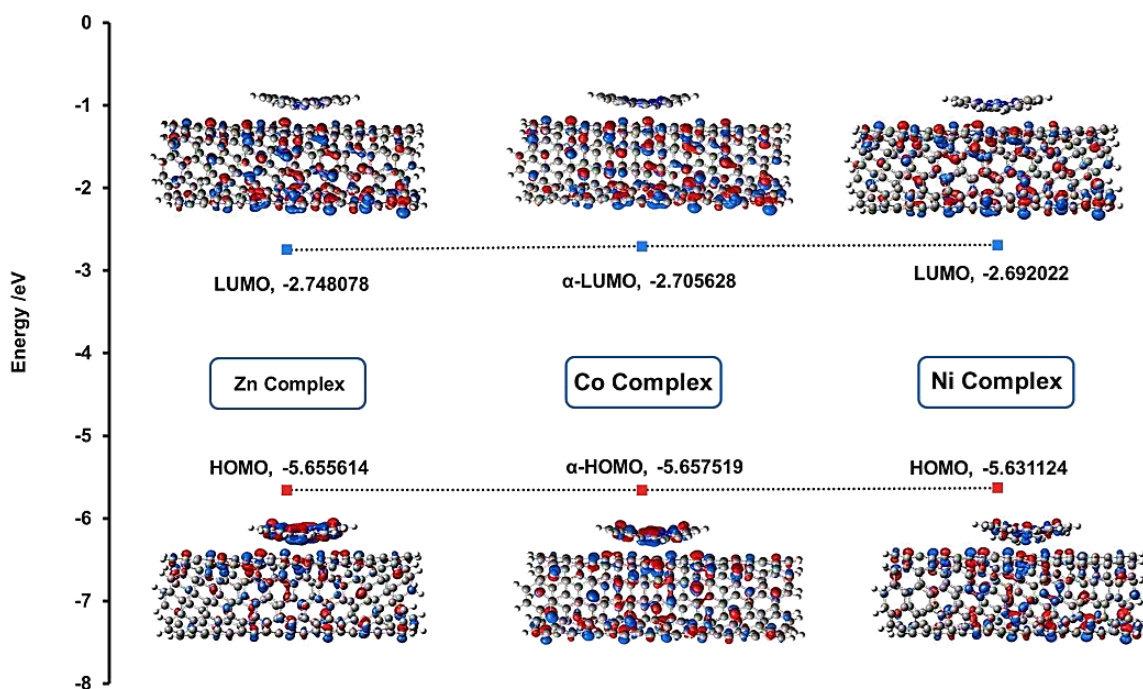 0
-1
-2
-3
-4
-5
-6
-7
-8
Energy /eV
LUMO, -2.748078
α-LUMO, -2.705628
LUMO, -2.692022
Zn Complex
Co Complex
Ni Complex
HOMO, -5.655614
α-HOMO, -5.657519
HOMO, -5.631124